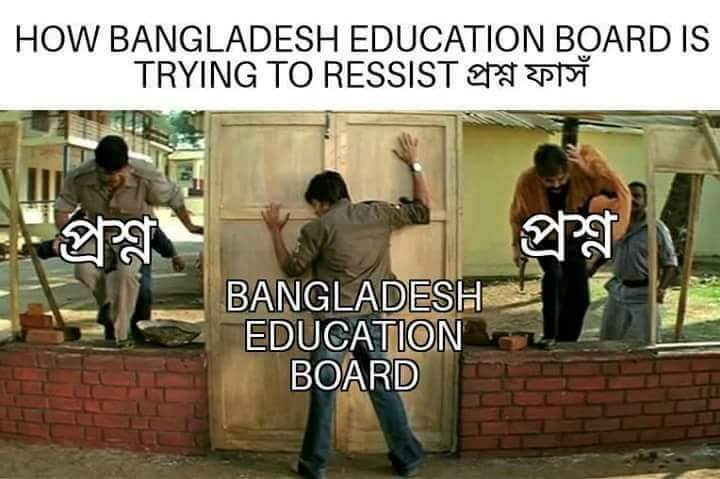 HOW BANGLADESH EDUCATION BOARD IS
TRYING TO RESSIST প্রশ্ন ফাসঁ
প্রশ্ন
প্রশ্ন
BANGLADESH
EDUCATION
BOARD